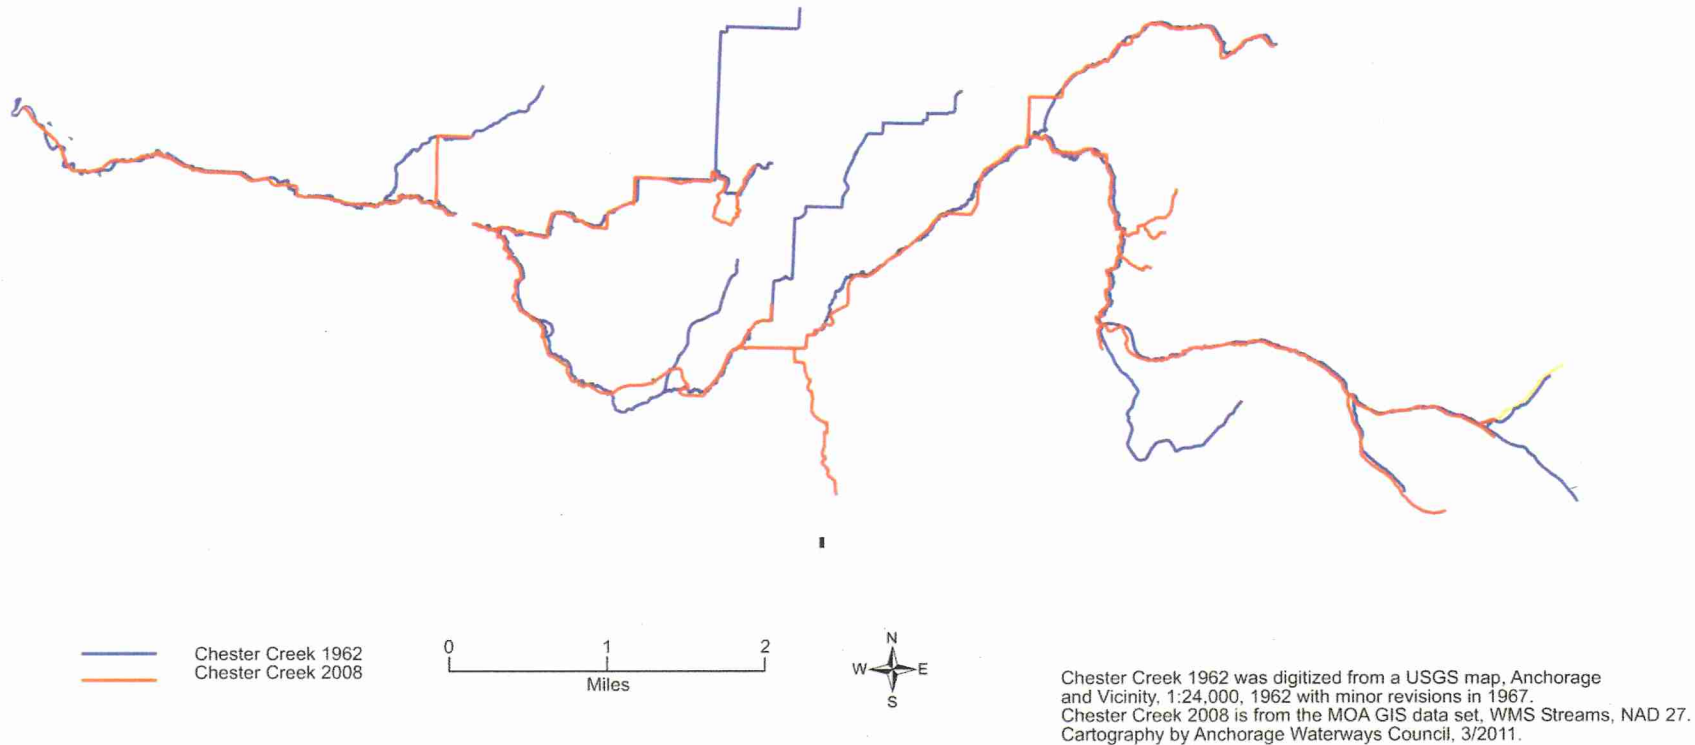 Chester Creek 1962
Chester Creek 2008
0 1 2
Miles
N
W E
S
Chester Creek 1962 was digitized from a USGS map, Anchorage
and Vicinity, 1:24,000, 1962 with minor revisions in 1967.
Chester Creek 2008 is from the MOA GIS data set, WMS Streams, NAD 27.
Cartography by Anchorage Waterways Council, 3/2011.